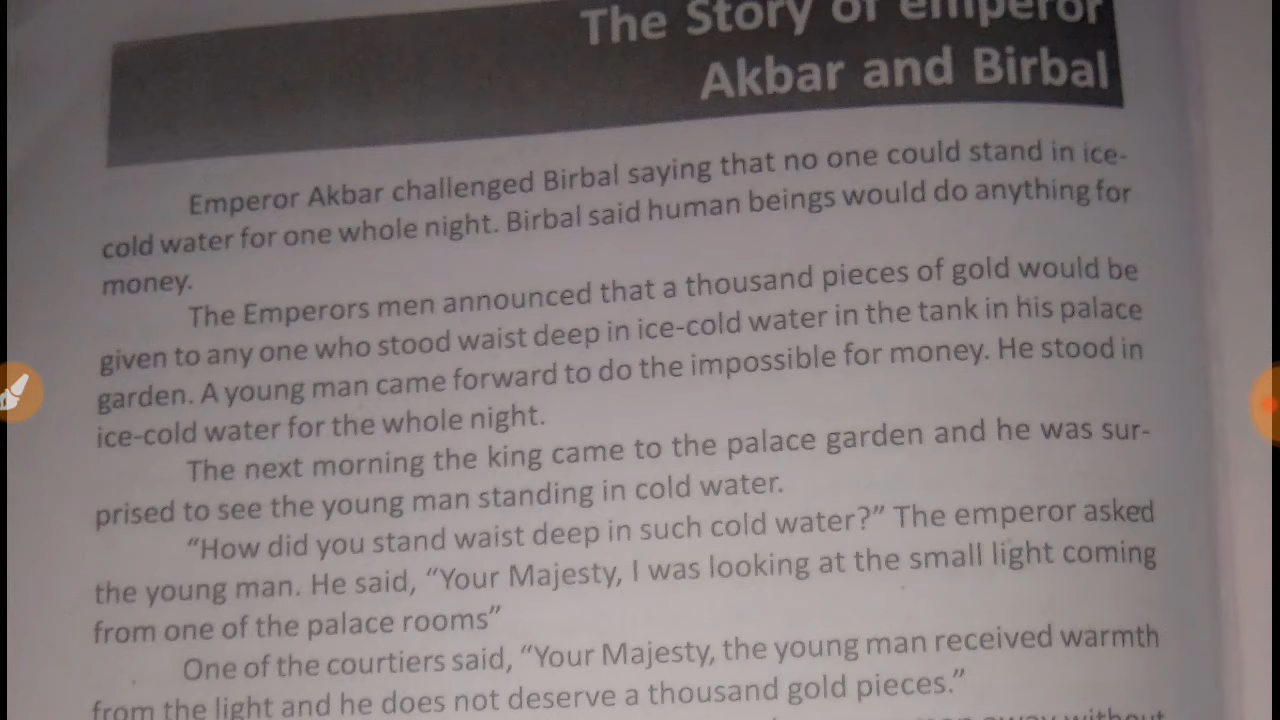 The Story of emperor
Akbar and Birbal
Emperor Akbar challenged Birbal saying that no one could stand in ice-
cold water for one whole night. Birbal said human beings would do anything for
money.
The Emperors men announced that a thousand pieces of gold would be
given to any one who stood waist deep in ice-cold water in the tank in his palace
garden. A young man came forward to do the impossible for money. He stood in
ice-cold water for the whole night.
The next morning the king came to the palace garden and he was sur-
prised to see the young man standing in cold water.
“How did you stand waist deep in such cold water?” The emperor asked
the young man. He said, “Your Majesty, I was looking at the small light coming
from one of the palace rooms”
One of the courtiers said, “Your Majesty, the young man received warmth
from the light and he does not deserve a thousand gold pieces.”
away without